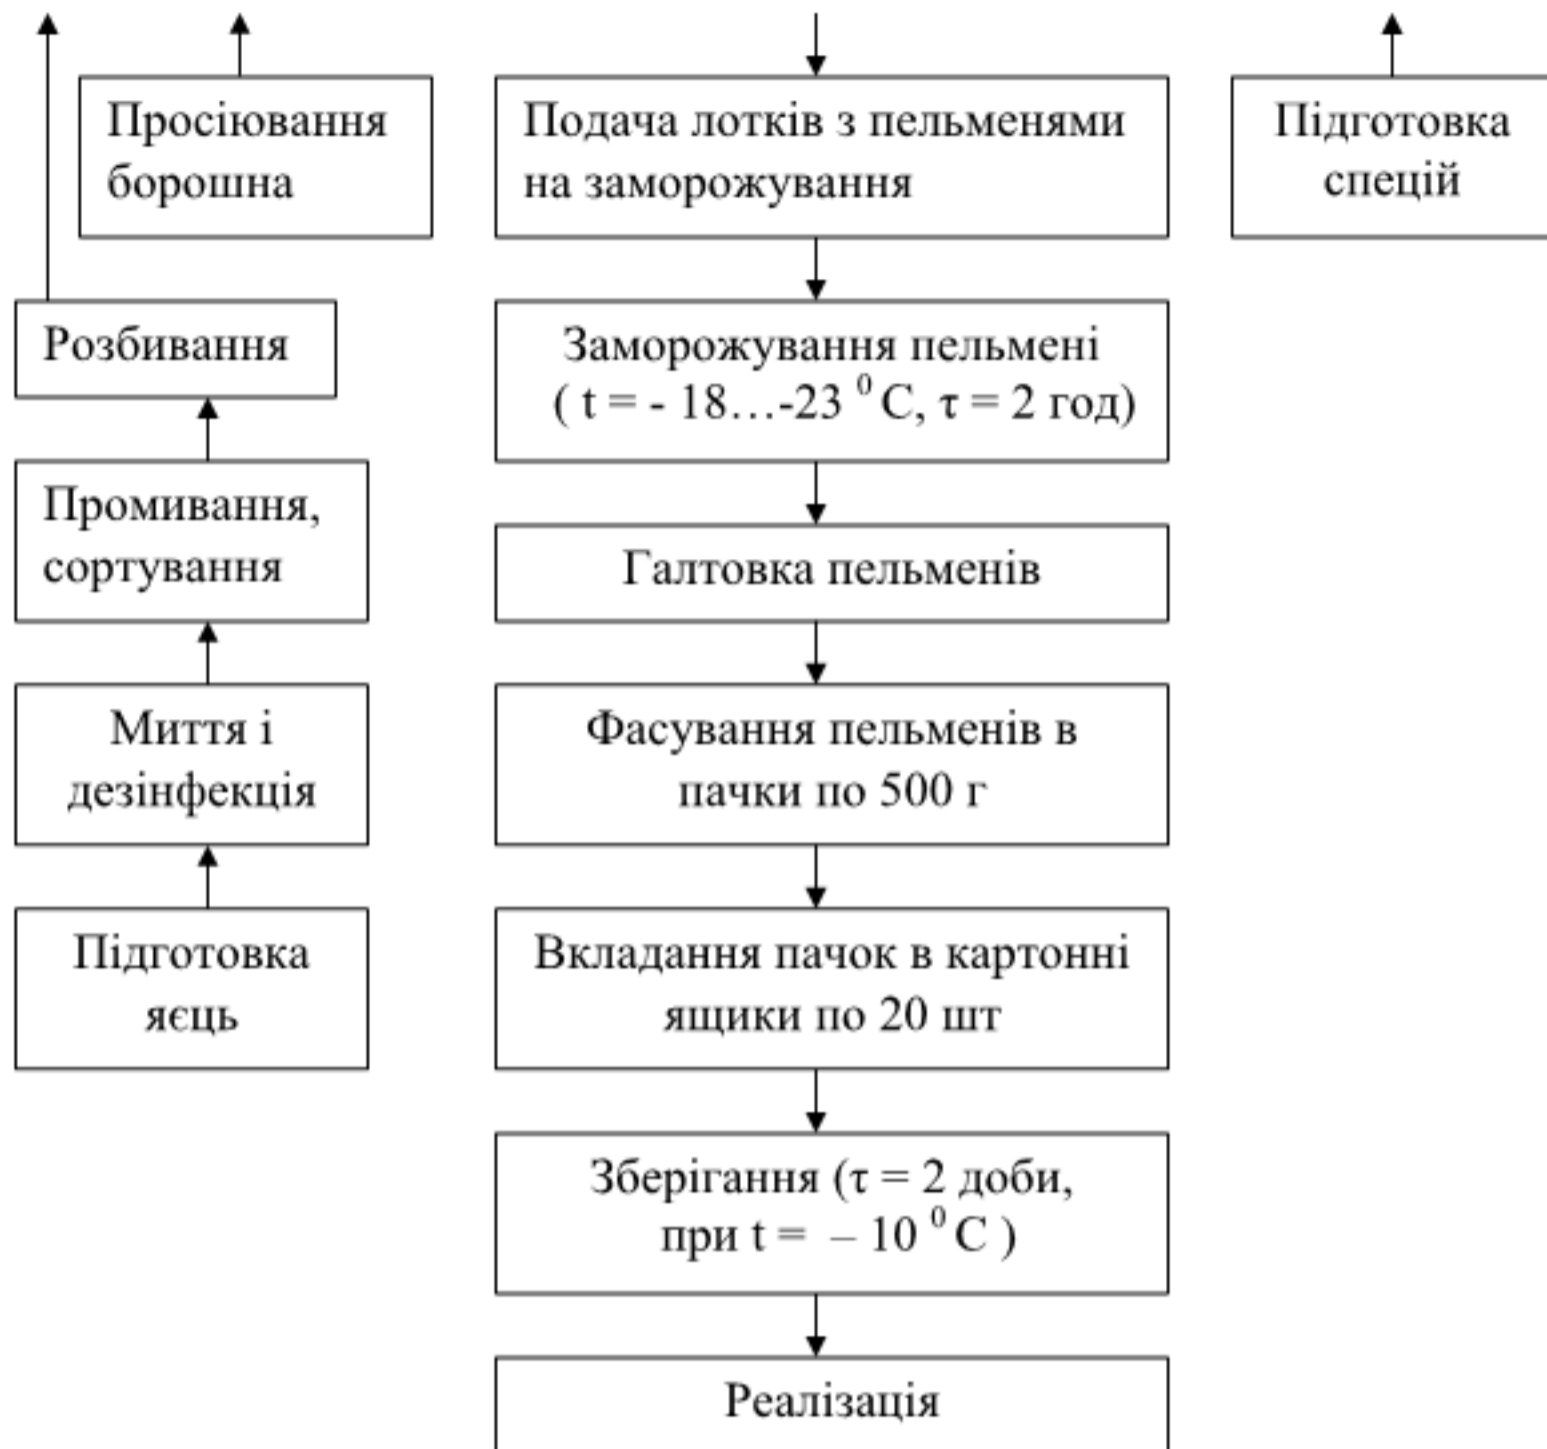 Просіювання
борошна
Подача лотків з пельменями
на заморожування
Підготовка
спецій
Розбивання
Заморожування пельмені
( t = - 18…-23 ⁰ С, τ = 2 год)
Промивання,
сортування
Галтовка пельменів
Миття і
дезінфекція
Фасування пельменів в
пачки по 500 г
Підготовка
яєць
Вкладання пачок в картонні
ящики по 20 шт
Зберігання (τ = 2 доби,
при t = – 10 ⁰ С )
Реалізація